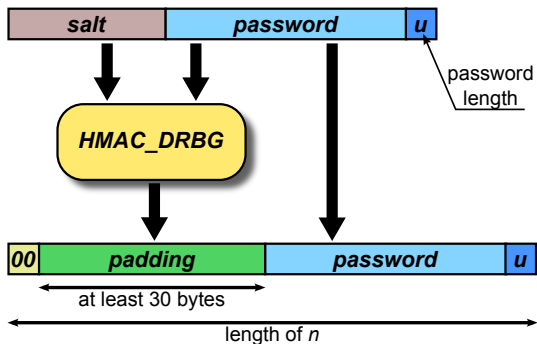 salt password u
password
length
HMAC_DRBG
00 padding password u
at least 30 bytes
length of n